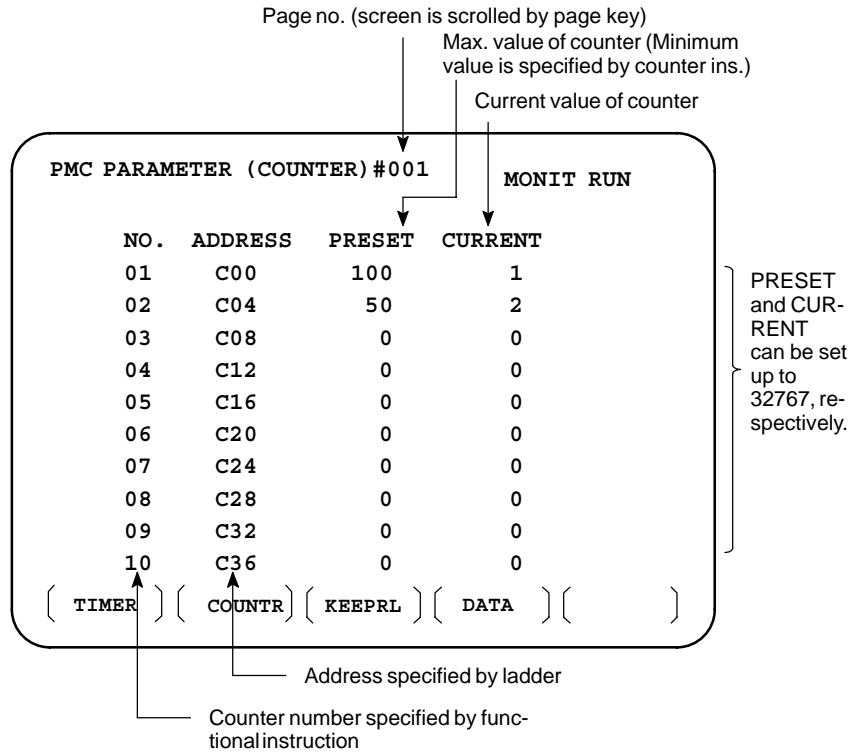 Page no. (screen is scrolled by page key)
Max. value of counter (Minimum
value is specified by counter ins.)
Current value of counter
PMC PARAMETER (COUNTER)#001
MONIT RUN
NO. ADDRESS PRESET CURRENT
01 C00 100 1
02 C04 50 2
03 C08 0 0
04 C12 0 0
05 C16 0 0
06 C20 0 0
07 C24 0 0
08 C28 0 0
09 C32 0 0
10 C36 0 0
PRESET
and CUR-
RENT
can be set
up to
32767, re-
spectively.
TIMER COUNTR KEEPRL DATA
Address specified by ladder
Counter number specified by func-
tional instruction